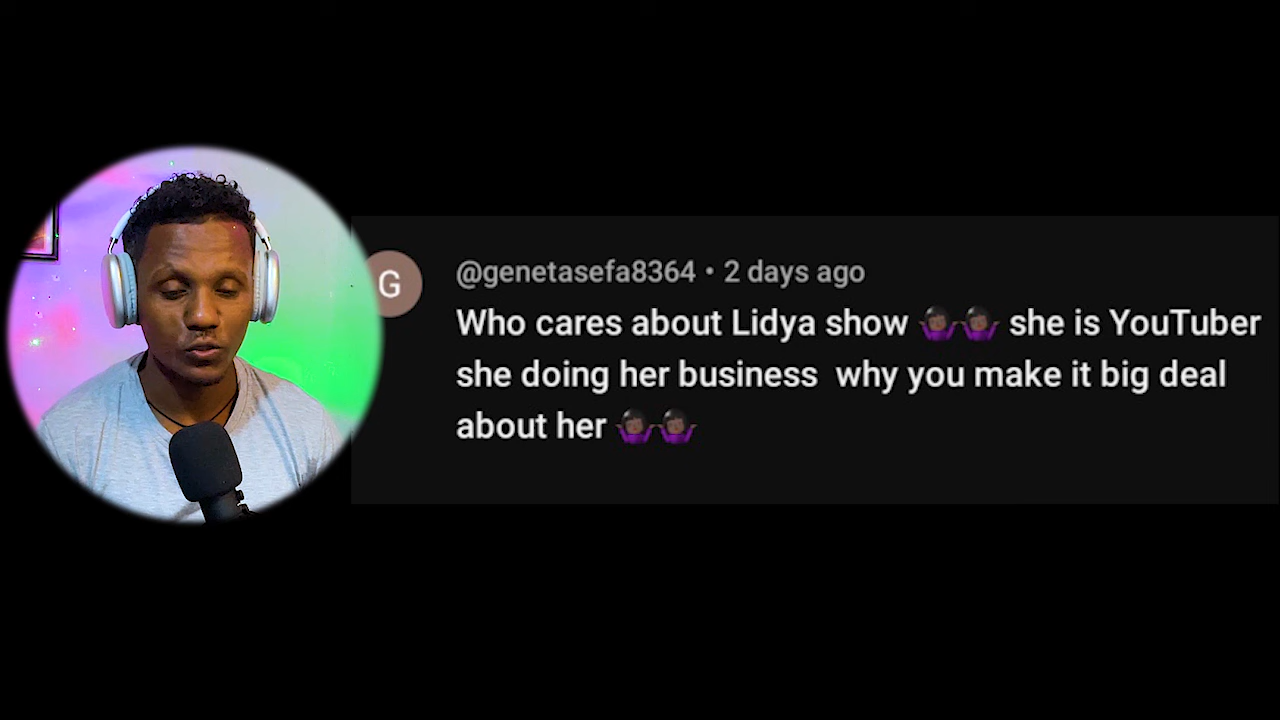 G
@genetasefa8364 • 2 days ago
Who cares about Lidya show 🤷🏿‍♀️🤷🏿‍♀️ she is YouTuber
she doing her business  why you make it big deal
about her 🤷🏿‍♀️🤷🏿‍♀️